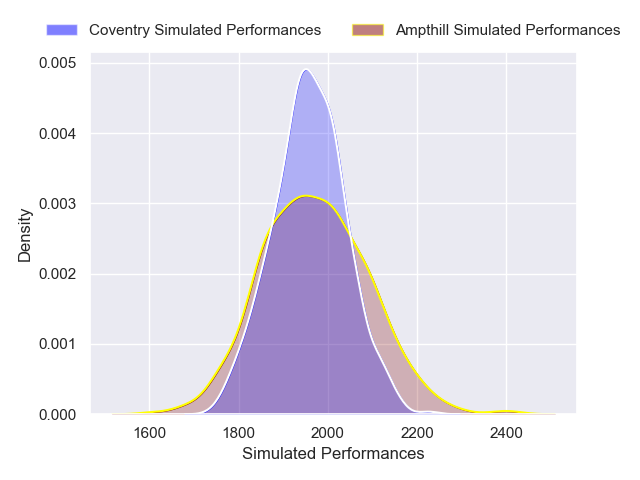 Coventry Simulated Performances
Ampthill Simulated Performances
0.005
0.004
0.003
0.002
0.001
0.000
Density
1600 1800 2000 2200 2400
Simulated Performances